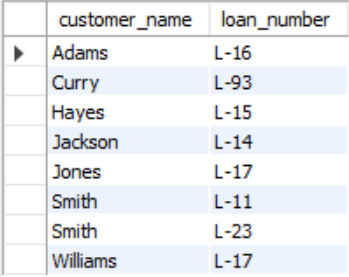 customer_name loan_number
Adams L-16
Curry L-93
Hayes L-15
Jackson L-14
Jones L-17
Smith L-11
Smith L-23
Williams L-17